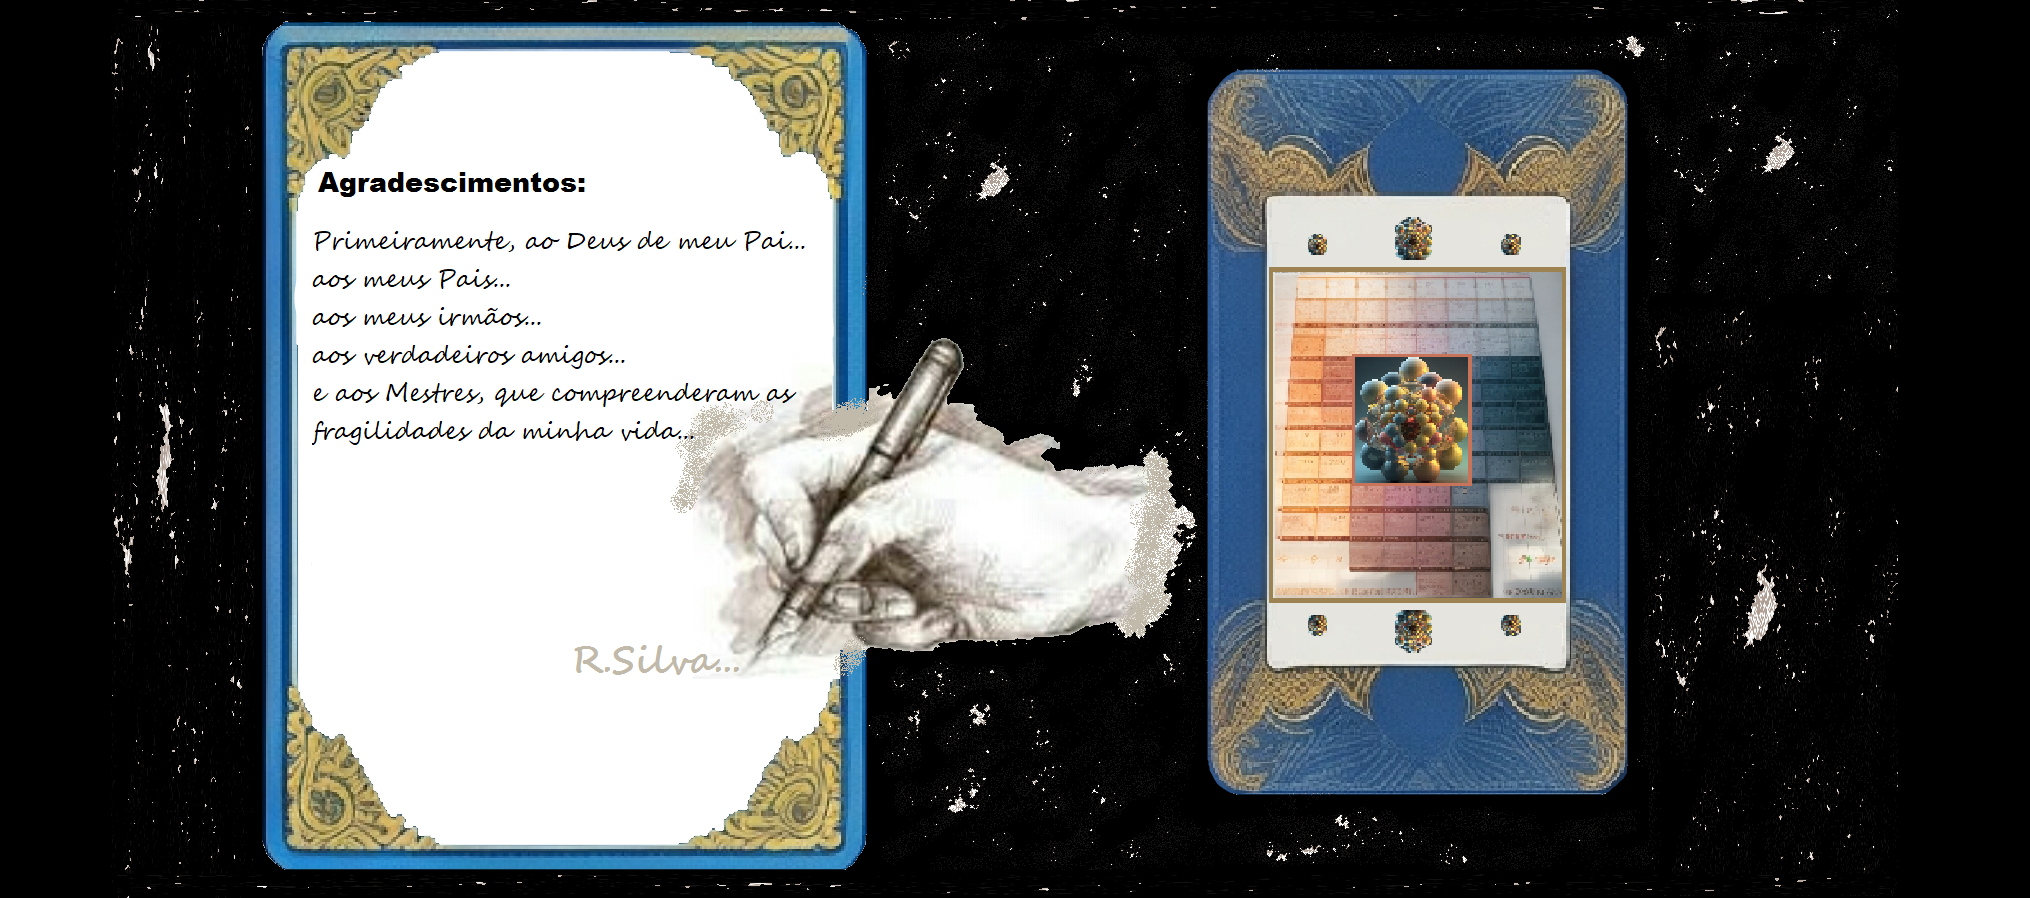 Agradescimentos:
Primeiramente, ao Deus de meu Pai...
aos meus Pais...
aos meus irmãos...
aos verdadeiros amigos...
e aos Mestres, que compreenderam as
fragilidades da minha vida...
R.Silva...